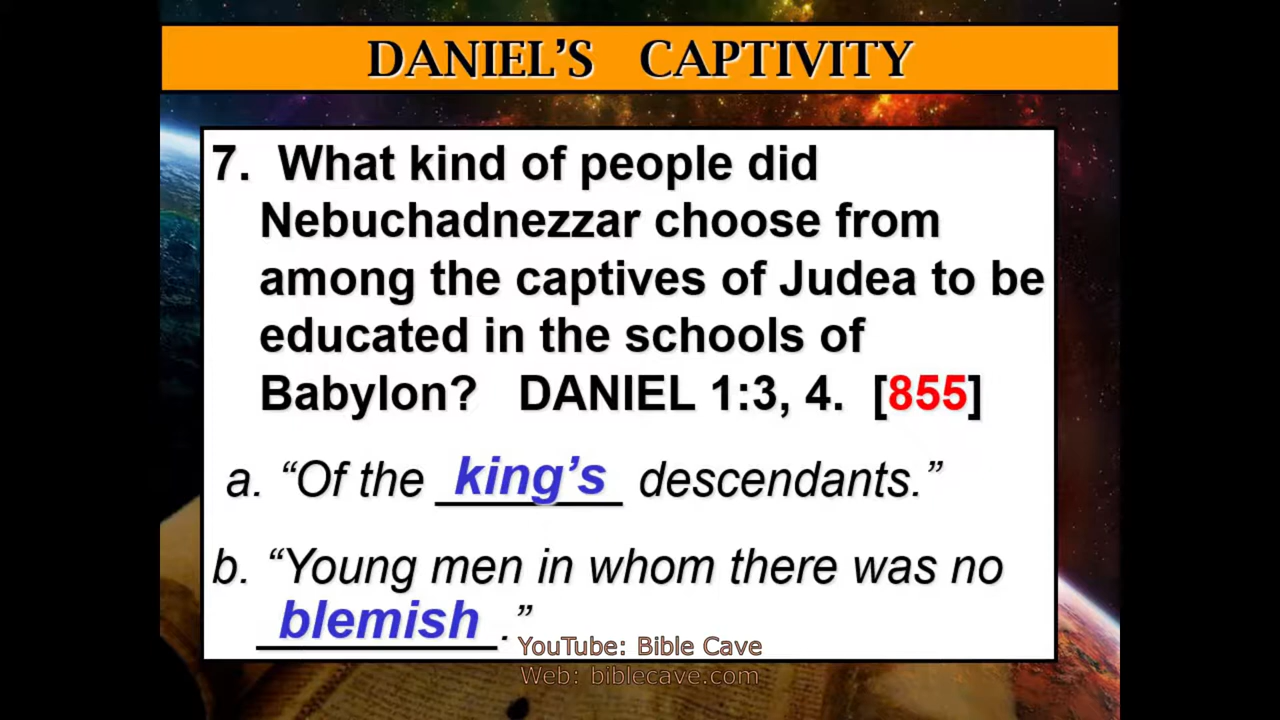 DANIEL’S CAPTIVITY
7. What kind of people did
Nebuchadnezzar choose from
among the captives of Judea to be
educated in the schools of
Babylon? DANIEL 1:3, 4. [855]
a. “Of the king’s descendants.”
b. “Young men in whom there was no
blemish.”
YouTube: Bible Cave
Web: biblecave.com